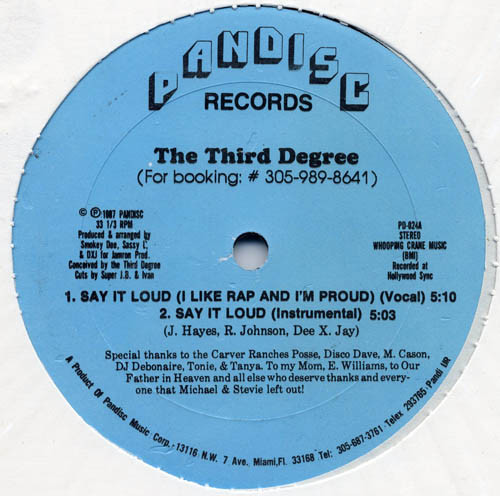 PANDISC
RECORDS
The Third Degree
(For booking: # 305-989-8641)
© ℗ 1987 PANDISC
33 1/3 RPM
Produced & arranged by
Smokey Dee, Sassy L.
& DXJ for Jamron Prod.
Conceived by the Third Degree
Cuts by Super J.D. & Ivan
PD-024A
STEREO
WHOOPING CRANE MUSIC
(BMI)
Recorded at
Hollywood Sync
1. SAY IT LOUD (I LIKE RAP AND I'M PROUD) (Vocal) 5:10
2. SAY IT LOUD (Instrumental) 5:03
(J. Hayes, R. Johnson, Dee X. Jay)
Special thanks to the Carver Ranches Posse, Disco Dave, M. Cason,
DJ Debonaire, Tonie, & Tanya. To my Mom, E. Williams, to Our
Father in Heaven and all else who deserve thanks and every-
one that Michael & Stevie left out!
A Product Of Pandisc Music Corp. -13116 N.W. 7 Ave. Miami,Fl. 33168 Tel: 305-687-3761 Telex 293765 Pandi UR